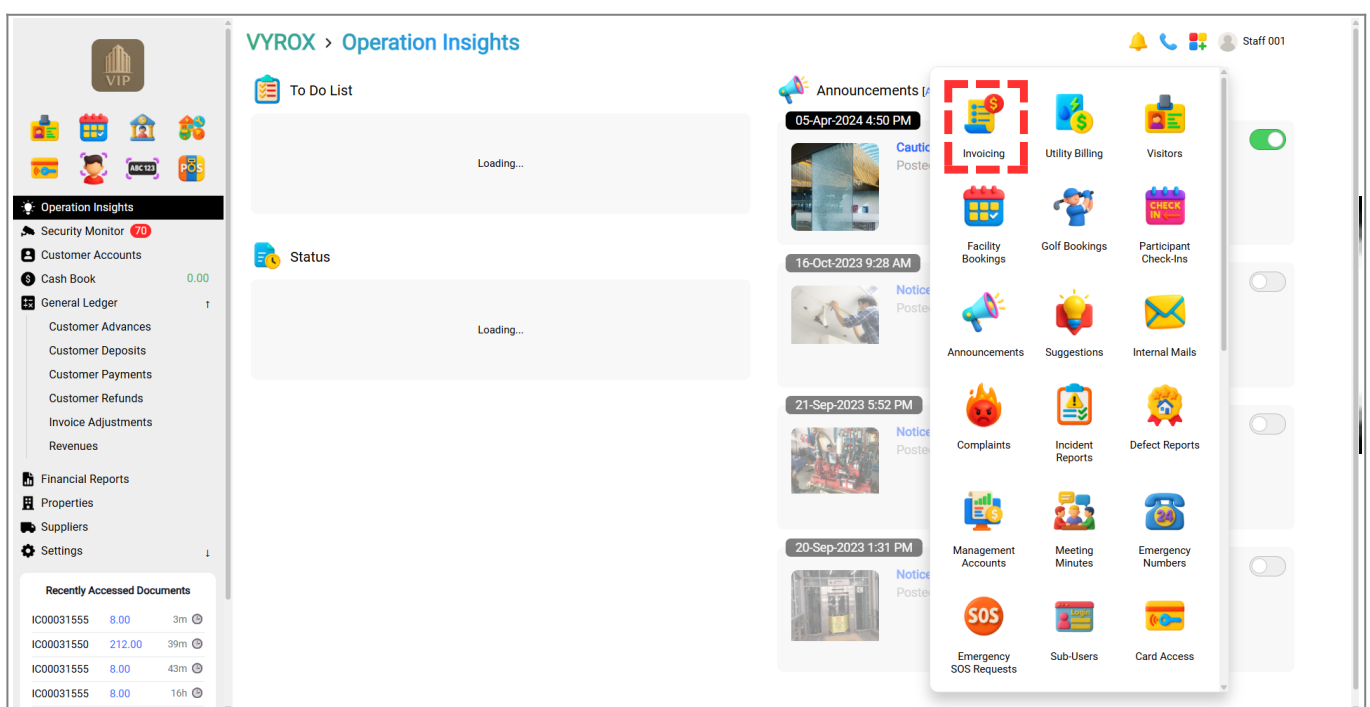 VIP
ABC 123
POS
Operation Insights
Security Monitor 70
Customer Accounts
Cash Book 0.00
General Ledger ↑
Customer Advances
Customer Deposits
Customer Payments
Customer Refunds
Invoice Adjustments
Revenues
Financial Reports
Properties
Suppliers
Settings ↓
Recently Accessed Documents
IC00031555 8.00 3m
IC00031550 212.00 39m
IC00031555 8.00 43m
IC00031555 8.00 16h
VYROX > Operation Insights
Staff 001
To Do List
Loading...
Status
Loading...
Announcements [
05-Apr-2024 4:50 PM
Poste
16-Oct-2023 9:28 AM
Notice
Poste
21-Sep-2023 5:52 PM
Notice
Poste
20-Sep-2023 1:31 PM
Notice
Poste
Invoicing
Utility Billing
Visitors
CHECK
IN
Facility
Bookings
Golf Bookings
Participant
Check-Ins
Announcements
Suggestions
Internal Mails
Complaints
Incident
Reports
Defect Reports
24
Management
Accounts
Meeting
Minutes
Emergency
Numbers
SOS
Login
Emergency
SOS Requests
Sub-Users
Card Access